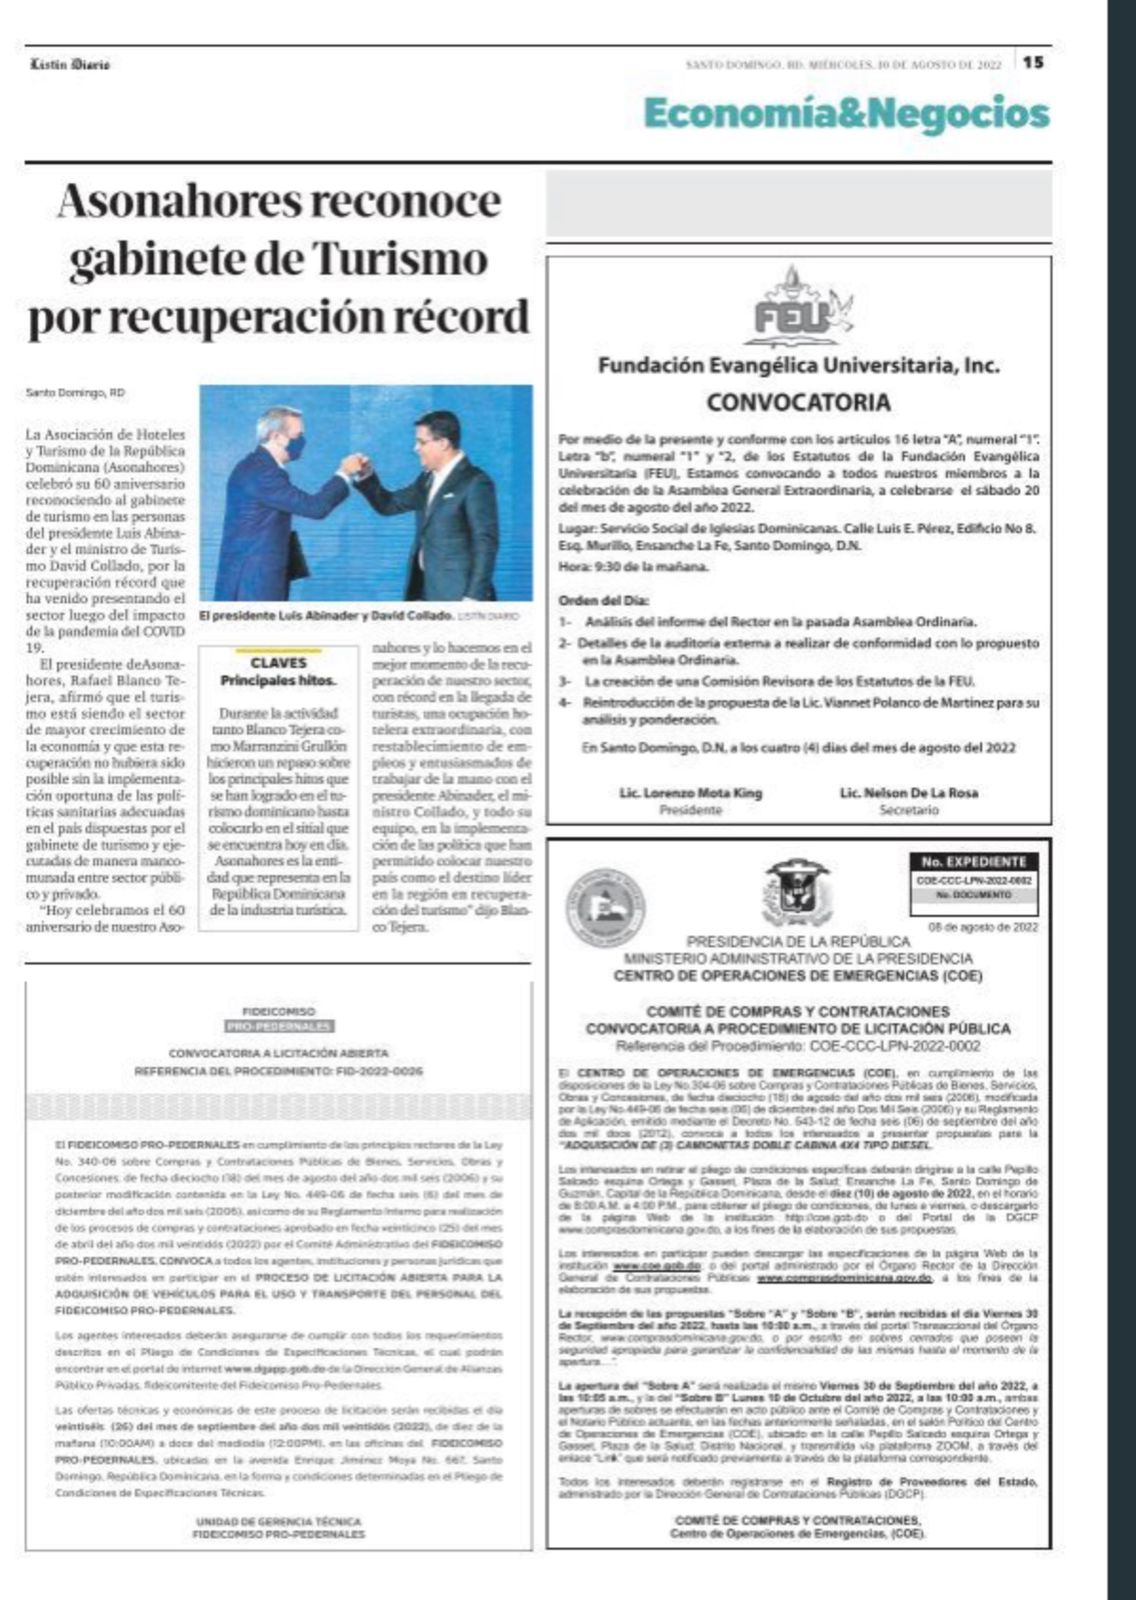 Listin Diario
SANTO DOMINGO, RD. MIÉRCOLES, 10 DE AGOSTO DE 2022 15
Economía&Negocios
Asonahores reconoce
gabinete de Turismo
por recuperación récord
Santo Domingo, RD
La Asociación de Hoteles
y Turismo de la República
Dominicana (Asonahores)
celebró su 60 aniversario
reconociendo al gabinete
de turismo en las personas
del presidente Luis Abina-
der y el ministro de Turis-
mo David Collado, por la
recuperación récord que
ha venido presentando el
sector luego del impacto
de la pandemia del COVID
19.
El presidente deAsona-
hores, Rafael Blanco Te-
jera, afirmó que el turis-
mo está siendo el sector
de mayor crecimiento de
la economía y que esta re-
cuperación no hubiera sido
posible sin la implementa-
ción oportuna de las polí-
ticas sanitarias adecuadas
en el país dispuestas por el
gabinete de turismo y eje-
cutadas de manera manco-
munada entre sector públi-
co y privado.
"Hoy celebramos el 60
aniversario de nuestro Aso-
El presidente Luis Abinader y David Collado. LISTÍN DIARIO
CLAVES
Principales hitos.
Durante la actividad
tanto Blanco Tejera co-
mo Marranzini Grullón
hicieron un repaso sobre
los principales hitos que
se han logrado en el tu-
rismo dominicano hasta
colocarlo en el sitial que
se encuentra hoy en día.
Asonahores es la enti-
dad que representa en la
República Dominicana
de la industria turística.
nahores y lo hacemos en el
mejor momento de la recu-
peración de nuestro sector,
con récord en la llegada de
turistas, una ocupación ho-
telera extraordinaria, con
restablecimiento de em-
pleos y entusiasmados de
trabajar de la mano con el
presidente Abinader, el mi-
nistro Collado, y todo su
equipo, en la implementa-
ción de las política que han
permitido colocar nuestro
país como el destino líder
en la región en recupera-
ción del turismo" dijo Blan-
co Tejera.
FEU
Fundación Evangélica Universitaria, Inc.
CONVOCATORIA
Por medio de la presente y conforme con los articulos 16 letra "A", numeral "1".
Letra "b", numeral "1" y "2, de los Estatutos de la Fundación Evangélica
Universitaria (FEU), Estamos convocando a todos nuestros miembros a la
celebración de la Asamblea General Extraordinaria, a celebrarse el sábado 20
del mes de agosto del año 2022.
Lugar: Servicio Social de Iglesias Dominicanas. Calle Luis E. Pérez, Edificio No 8.
Esq. Murillo, Ensanche La Fe, Santo Domingo, D.N.
Hora: 9:30 de la mañana.
Orden del Día:
1- Análisis del informe del Rector en la pasada Asamblea Ordinaria.
2- Detalles de la auditoria externa a realizar de conformidad con lo propuesto
en la Asamblea Ordinaria.
3- La creación de una Comisión Revisora de los Estatutos de la FEU.
4- Reintroducción de la propuesta de la Lic. Viannet Polanco de Martinez para su
análisis y ponderación.
En Santo Domingo, D.N. a los cuatro (4) dias del mes de agosto del 2022
Lic. Lorenzo Mota King Lic. Nelson De La Rosa
Presidente Secretario
No. EXPEDIENTE
COE-CCC-LPN-2022-0002
No. DOCUMENTO
08 de agosto de 2022
PRESIDENCIA DE LA REPÚBLICA
MINISTERIO ADMINISTRATIVO DE LA PRESIDENCIA
CENTRO DE OPERACIONES DE EMERGENCIAS (COE)
COMITÉ DE COMPRAS Y CONTRATACIONES
CONVOCATORIA A PROCEDIMIENTO DE LICITACIÓN PÚBLICA
Referencia del Procedimiento: COE-CCC-LPN-2022-0002
El CENTRO DE OPERACIONES DE EMERGENCIAS (COE), en cumplimiento de las
disposiciones de la Ley No.304-06 sobre Compras y Contrataciones Públicas de Bienes, Servicios,
Obras y Concesiones, de fecha dieciocho (18) de agosto del año dos mil seis (2006), modificada
por la Ley No.449-06 de fecha seis (06) de diciembre del año Dos Mil Seis (2006) y su Reglamento
de Aplicación, emitido mediante el Decreto No. 543-12 de fecha seis (06) de septiembre del año
dos mil doce (2012), convoca a todos los interesados a presentar propuestas para la
"ADQUISICIÓN DE (3) CAMIONETAS DOBLE CABINA 4X4 TIPO DIESEL.
Los interesados en retirar el pliego de condiciones específicas deberán dirigirse a la calle Pepillo
Salcedo esquina Ortega y Gasset, Plaza de la Salud, Ensanche La Fe, Santo Domingo de
Guzmán, Capital de la República Dominicana, desde el diez (10) de agosto de 2022, en el horario
de 8:00 A.M. a 4:00 P.M., para obtener el pliego de condiciones, de lunes a viernes, o descargarlo
de la página Web de la institución http://coe.gob.do o del Portal de la DGCP
www.comprasdominicana.gov.do, a los fines de la elaboración de sus propuestas.
Los interesados en participar pueden descargar las especificaciones de la página Web de la
institución www.coe.gob.do; o del portal administrado por el Órgano Rector de la Dirección
General de Contrataciones Públicas www.comprasdominicana.gov.do, a los fines de la
elaboración de sus propuestas.
La recepción de las propuestas "Sobre "A" y "Sobre "B", serán recibidas el día Viernes 30
de Septiembre del año 2022, hasta las 10:00 a.m., a través del portal Transaccional del Órgano
Rector, www.comprasdominicana.gov.do, o por escrito en sobres cerrados que posean la
seguridad apropiada para garantizar la confidencialidad de las mismas hasta el momento de la
apertura....".
La apertura del "Sobre A" será realizada el mismo Viernes 30 de Septiembre del año 2022, a
las 10:05 a.m., y la del "Sobre B" Lunes 10 de Octubre del año 2022, a las 10:00 a.m., ambas
aperturas de sobres se efectuarán en acto público ante el Comité de Compras y Contrataciones y
el Notario Público actuante, en las fechas anteriormente señaladas, en el salón Político del Centro
de Operaciones de Emergencias (COE), ubicado en la calle Pepillo Salcedo esquina Ortega y
Gasset, Plaza de la Salud; Distrito Nacional, y transmitida vía plataforma ZOOM, a través del
enlace "Link" que será notificado previamente a través de la plataforma correspondiente.
Todos los interesados deberán registrarse en el Registro de Proveedores del Estado,
administrado por la Dirección General de Contrataciones Públicas (DGCP).
COMITÉ DE COMPRAS Y CONTRATACIONES,
Centro de Operaciones de Emergencias, (COE).
FIDEICOMISO
PRO-PEDERNALES
CONVOCATORIA A LICITACIÓN ABIERTA
REFERENCIA DEL PROCEDIMIENTO: FID-2022-0026
El FIDEICOMISO PRO-PEDERNALES en cumplimiento de los principios rectores de la Ley
No. 340-06 sobre Compras y Contrataciones Públicas de Bienes, Servicios, Obras y
Concesiones, de fecha dieciocho (18) del mes de agosto del año dos mil seis (2006) y su
posterior modificación contenida en la Ley No. 449-06 de fecha seis (6) del mes de
diciembre del año dos mil seis (2006), así como de su Reglamento Interno para realización
de los procesos de compras y contrataciones aprobado en fecha veinticinco (25) del mes
de abril del año dos mil veintidós (2022) por el Comité Administrativo del FIDEICOMISO
PRO-PEDERNALES, CONVOCA a todos los agentes, instituciones y personas jurídicas que
estén interesados en participar en el PROCESO DE LICITACIÓN ABIERTA PARA LA
ADQUISICIÓN DE VEHÍCULOS PARA EL USO Y TRANSPORTE DEL PERSONAL DEL
FIDEICOMISO PRO-PEDERNALES.
Los agentes interesados deberán asegurarse de cumplir con todos los requerimientos
descritos en el Pliego de Condiciones de Especificaciones Técnicas, el cual podrán
encontrar en el portal de internet www.dgapp.gob.do de la Dirección General de Alianzas
Público Privadas, fideicomitente del Fideicomiso Pro-Pedernales.
Las ofertas técnicas y económicas de este proceso de licitación serán recibidas el día
veintiséis (26) del mes de septiembre del año dos mil veintidós (2022), de diez de la
mañana (10:00AM) a doce del mediodía (12:00PM), en las oficinas del FIDEICOMISO
PRO-PEDERNALES, ubicadas en la avenida Enrique Jiménez Moya No. 667, Santo
Domingo, República Dominicana, en la forma y condiciones determinadas en el Pliego de
Condiciones de Especificaciones Técnicas.
UNIDAD DE GERENCIA TÉCNICA
FIDEICOMISO PRO-PEDERNALES